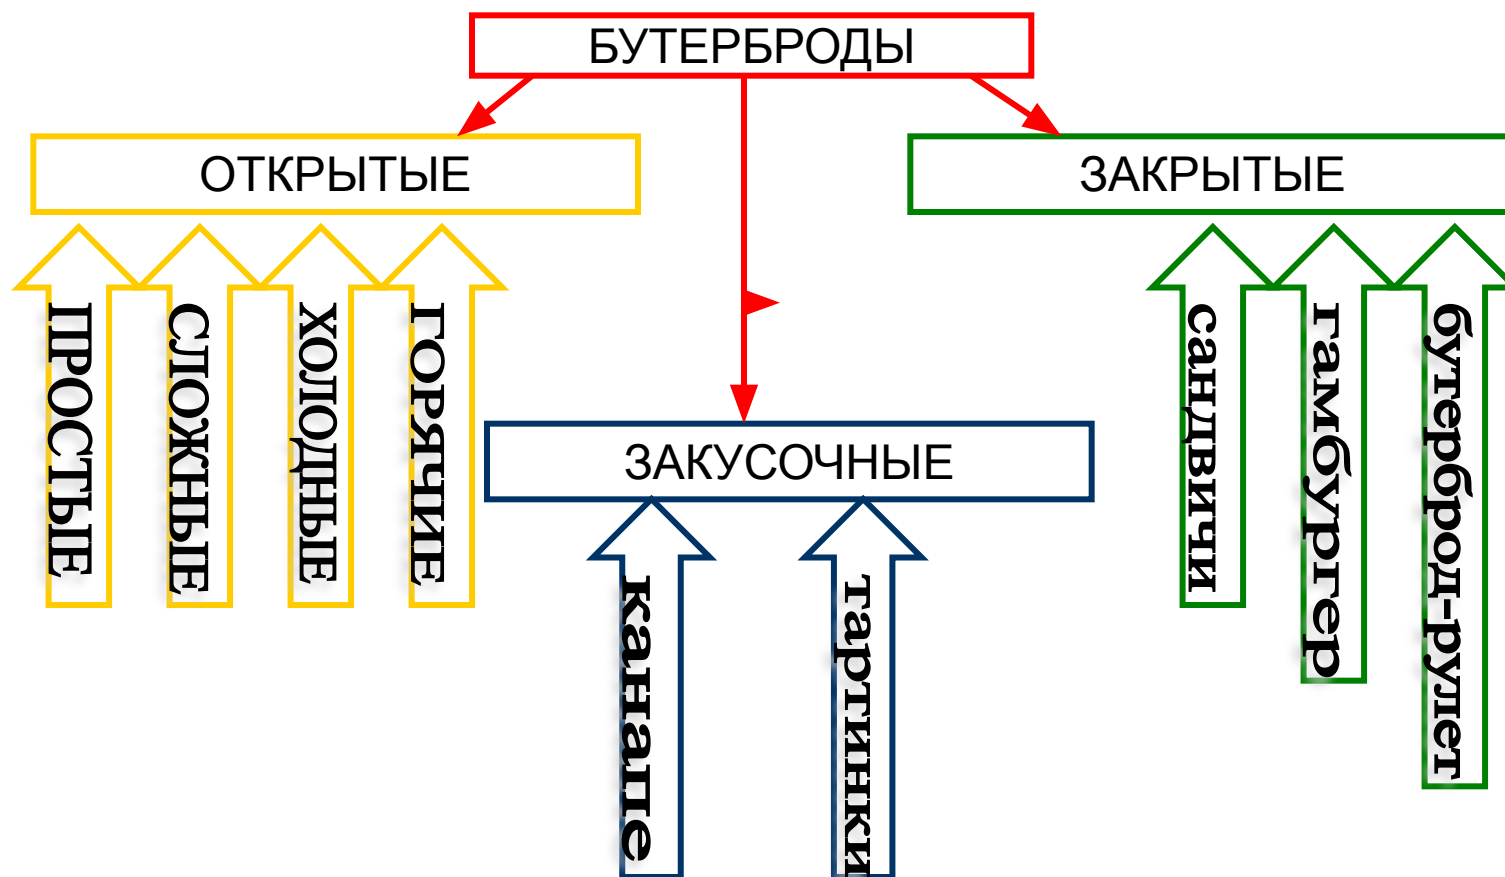 БУТЕРБРОДЫ
ОТКРЫТЫЕ
ЗАКРЫТЫЕ
ПРОСТЫЕ
СЛОЖНЫЕ
ХОЛОДНЫЕ
ГОРЯЧИЕ
сандвичи
гамбургер
бутерброд-рулет
ЗАКУСОЧНЫЕ
канапе
тартинки